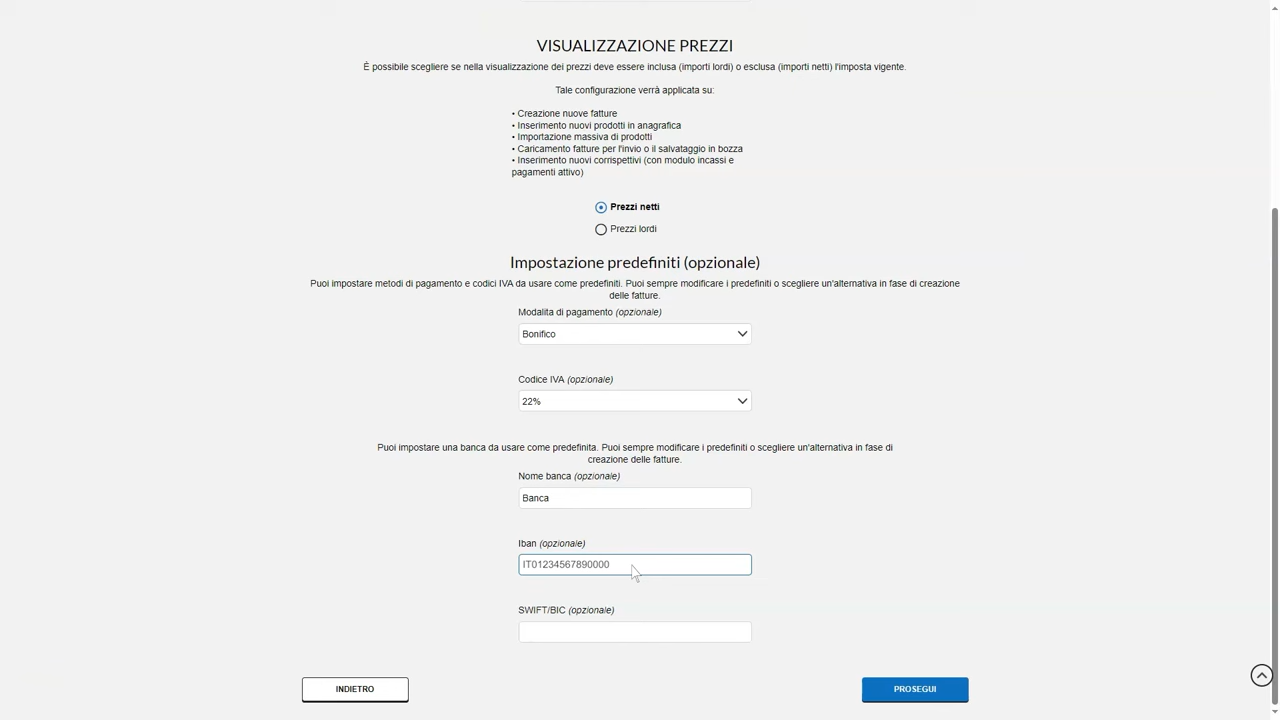 VISUALIZZAZIONE PREZZI
È possibile scegliere se nella visualizzazione dei prezzi deve essere inclusa (importi lordi) o esclusa (importi netti) l'imposta vigente.
Tale configurazione verrà applicata su:
• Creazione nuove fatture
• Inserimento nuovi prodotti in anagrafica
• Importazione massiva di prodotti
• Caricamento fatture per l'invio o il salvataggio in bozza
• Inserimento nuovi corrispettivi (con modulo incassi e
pagamenti attivo)
Prezzi netti
Prezzi lordi
Impostazione predefiniti (opzionale)
Puoi impostare metodi di pagamento e codici IVA da usare come predefiniti. Puoi sempre modificare i predefiniti o scegliere un'alternativa in fase di creazione
delle fatture.
Modalita di pagamento (opzionale)
Bonifico
Codice IVA (opzionale)
22%
Puoi impostare una banca da usare come predefinita. Puoi sempre modificare i predefiniti o scegliere un'alternativa in fase di
creazione delle fatture.
Nome banca (opzionale)
Banca
Iban (opzionale)
IT01234567890000
SWIFT/BIC (opzionale)
INDIETRO
PROSEGUI